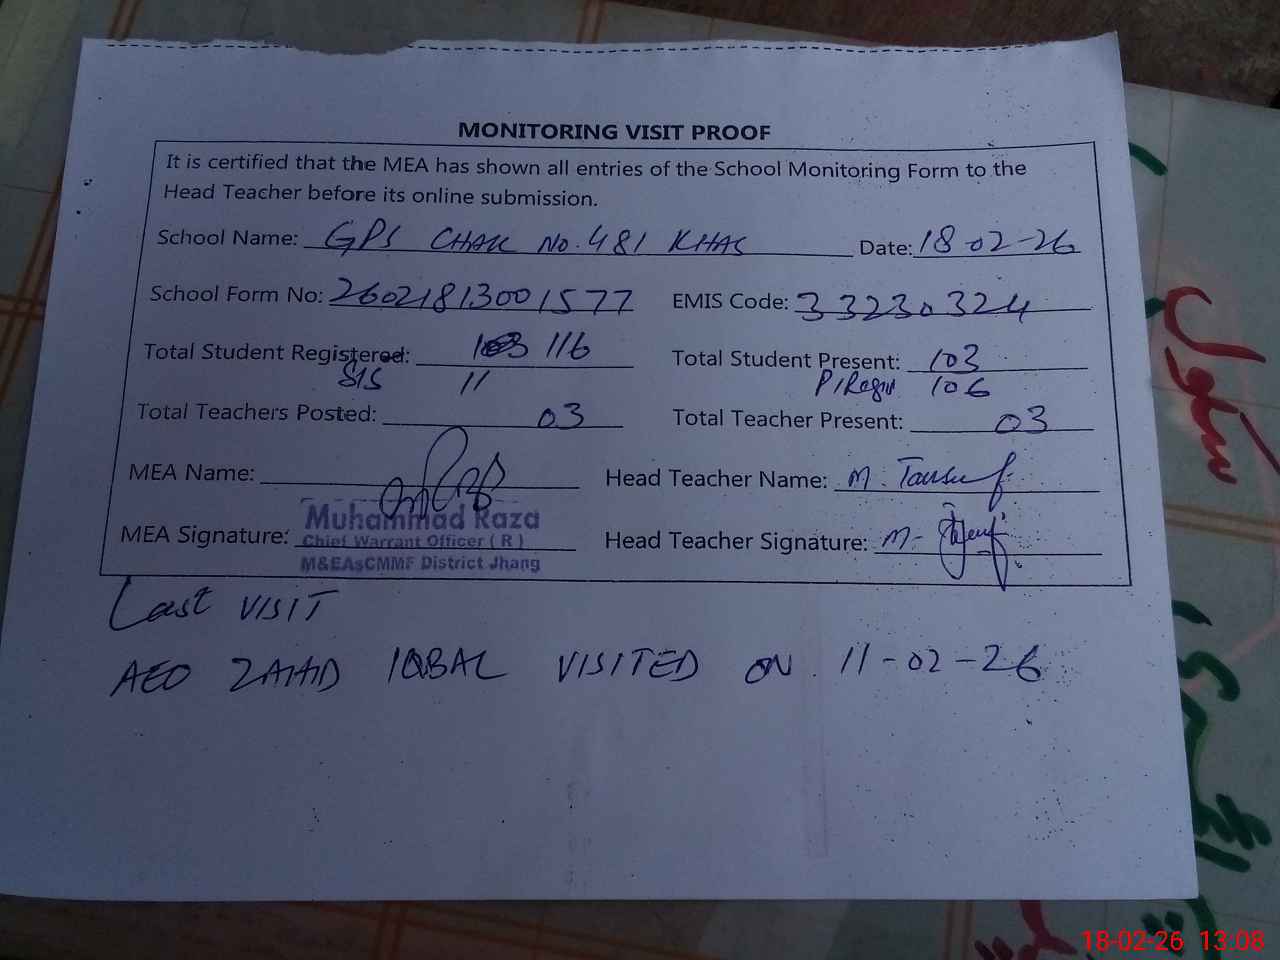 MONITORING VISIT PROOF
It is certified that the MEA has shown all entries of the School Monitoring Form to the
Head Teacher before its online submission.
School Name: GPS CHAK No. 481 KHAS Date: 18-02-26
School Form No: 26021813001577 EMIS Code: 33230324
Total Student Registered: 116 Total Student Present: 103
SIS 11 P/Regn 106
Total Teachers Posted: 03 Total Teacher Present: 03
MEA Name: Head Teacher Name: M. Tauseef
Muhammad Raza
MEA Signature: Chief Warrant Officer ( R ) Head Teacher Signature: M.
M&EAsCMMF District Jhang
Last VISIT
AEO ZAHID IQBAL VISITED ON 11-02-26
18-02-26 13:08